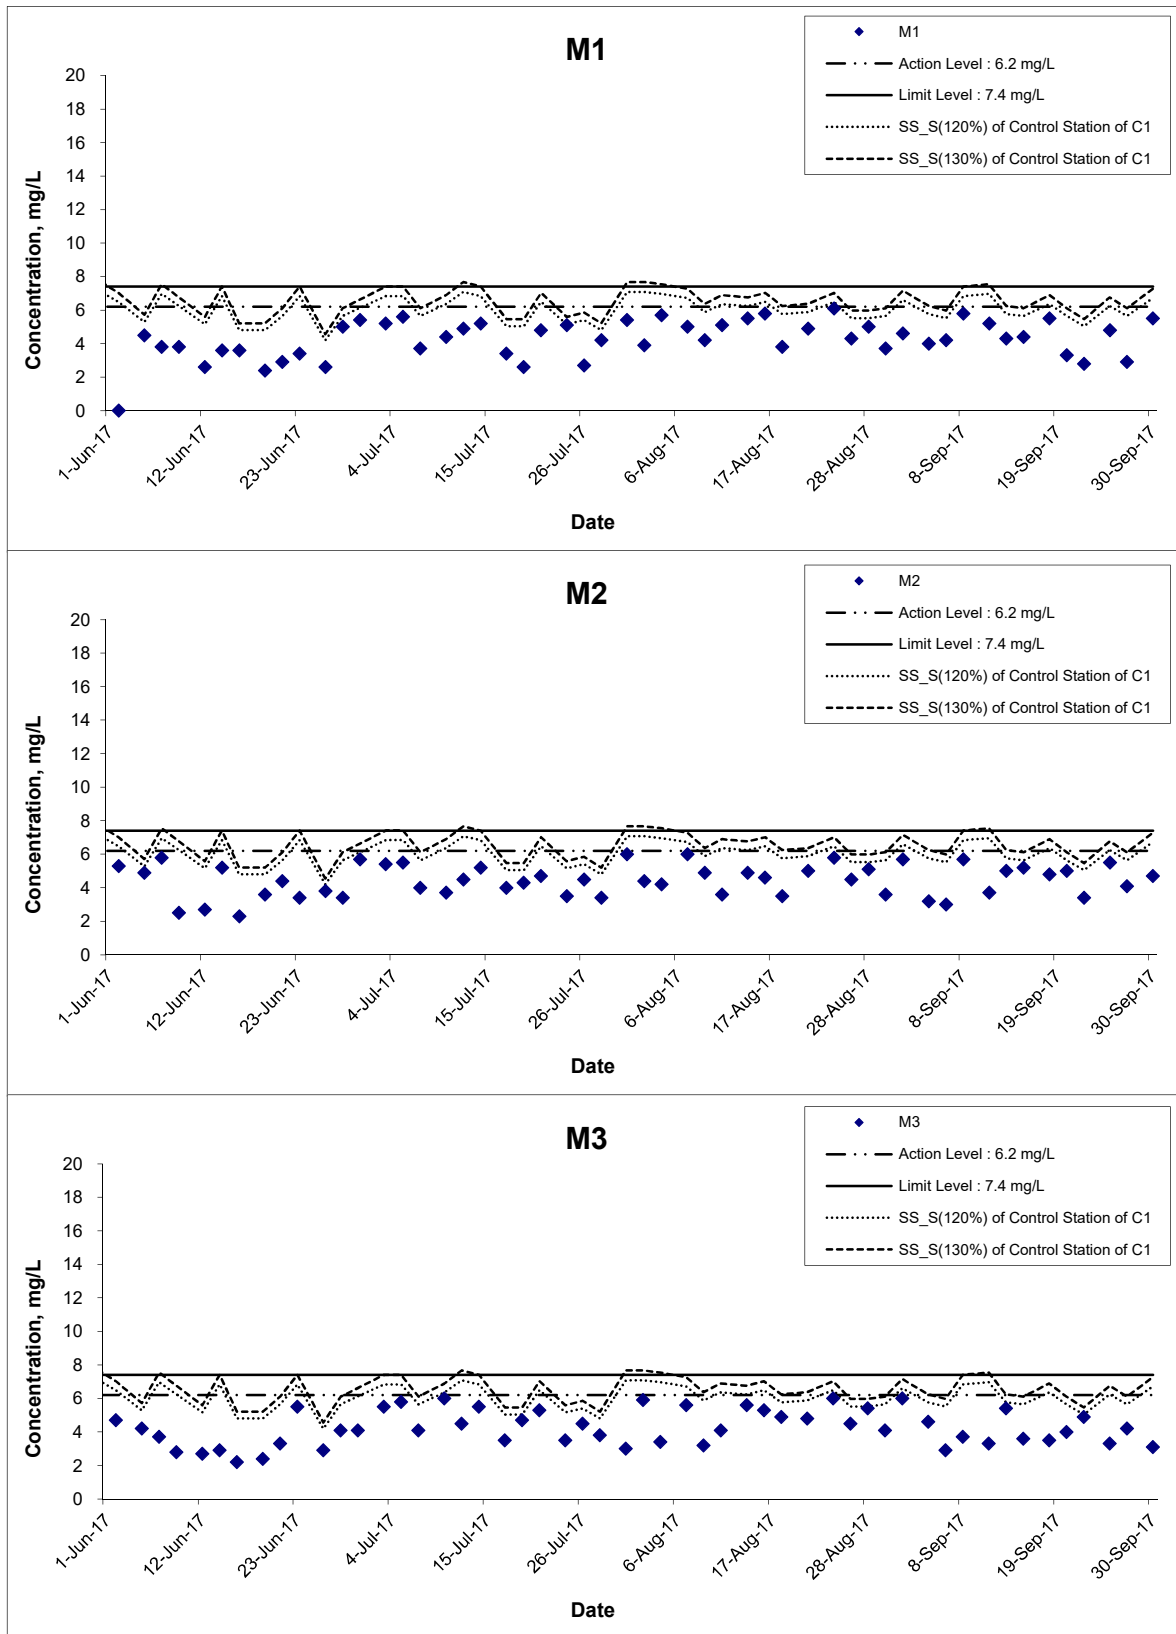 M1
M1
Action Level : 6.2 mg/L
Limit Level : 7.4 mg/L
SS_S(120%) of Control Station of C1
SS_S(130%) of Control Station of C1
Concentration, mg/L
20
18
16
14
12
10
8
6
4
2
0
1-Jun-17
12-Jun-17
23-Jun-17
4-Jul-17
15-Jul-17
26-Jul-17
6-Aug-17
17-Aug-17
28-Aug-17
8-Sep-17
19-Sep-17
30-Sep-17
Date
M2
M2
Action Level : 6.2 mg/L
Limit Level : 7.4 mg/L
SS_S(120%) of Control Station of C1
SS_S(130%) of Control Station of C1
Concentration, mg/L
20
18
16
14
12
10
8
6
4
2
0
1-Jun-17
12-Jun-17
23-Jun-17
4-Jul-17
15-Jul-17
26-Jul-17
6-Aug-17
17-Aug-17
28-Aug-17
8-Sep-17
19-Sep-17
30-Sep-17
Date
M3
M3
Action Level : 6.2 mg/L
Limit Level : 7.4 mg/L
SS_S(120%) of Control Station of C1
SS_S(130%) of Control Station of C1
Concentration, mg/L
20
18
16
14
12
10
8
6
4
2
0
1-Jun-17
12-Jun-17
23-Jun-17
4-Jul-17
15-Jul-17
26-Jul-17
6-Aug-17
17-Aug-17
28-Aug-17
8-Sep-17
19-Sep-17
30-Sep-17
Date